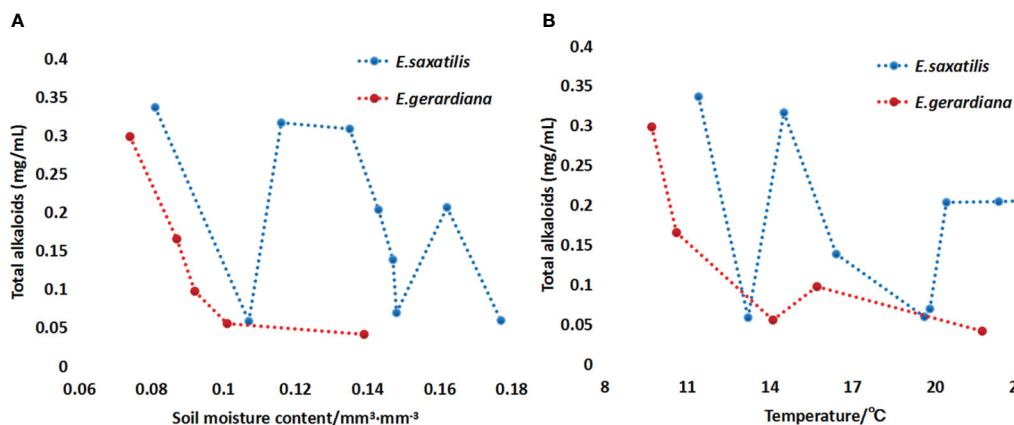 A
Total alkaloids (mg/mL)
0.4
0.35
0.3
0.25
0.2
0.15
0.1
0.05
0
0.06 0.08 0.1 0.12 0.14 0.16 0.18
Soil moisture content/mm³·mm⁻³
E.saxatilis
E.gerardiana
B
Total alkaloids (mg/mL)
0.4
0.35
0.3
0.25
0.2
0.15
0.1
0.05
0
8 11 14 17 20 2
Temperature/°C
E.saxatilis
E.gerardiana